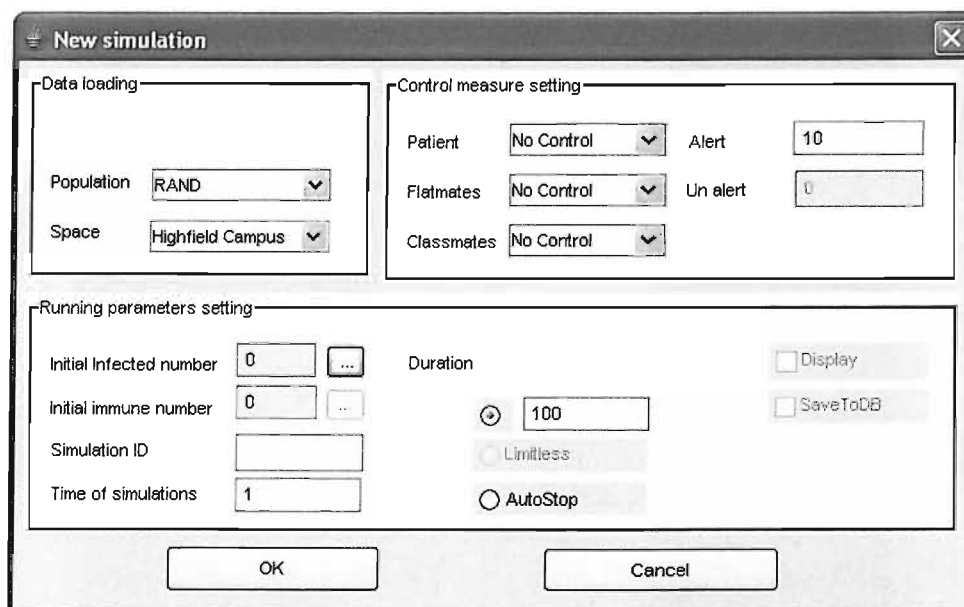 New simulation
Data loading
Population RAND
Space Highfield Campus
Control measure setting
Patient No Control Alert 10
Flatmates No Control Un alert 0
Classmates No Control
Running parameters setting
Initial Infected number 0 ...
Initial immune number 0 ...
Simulation ID
Time of simulations 1
Duration
100
Limitless
AutoStop
Display
SaveToDB
OK Cancel